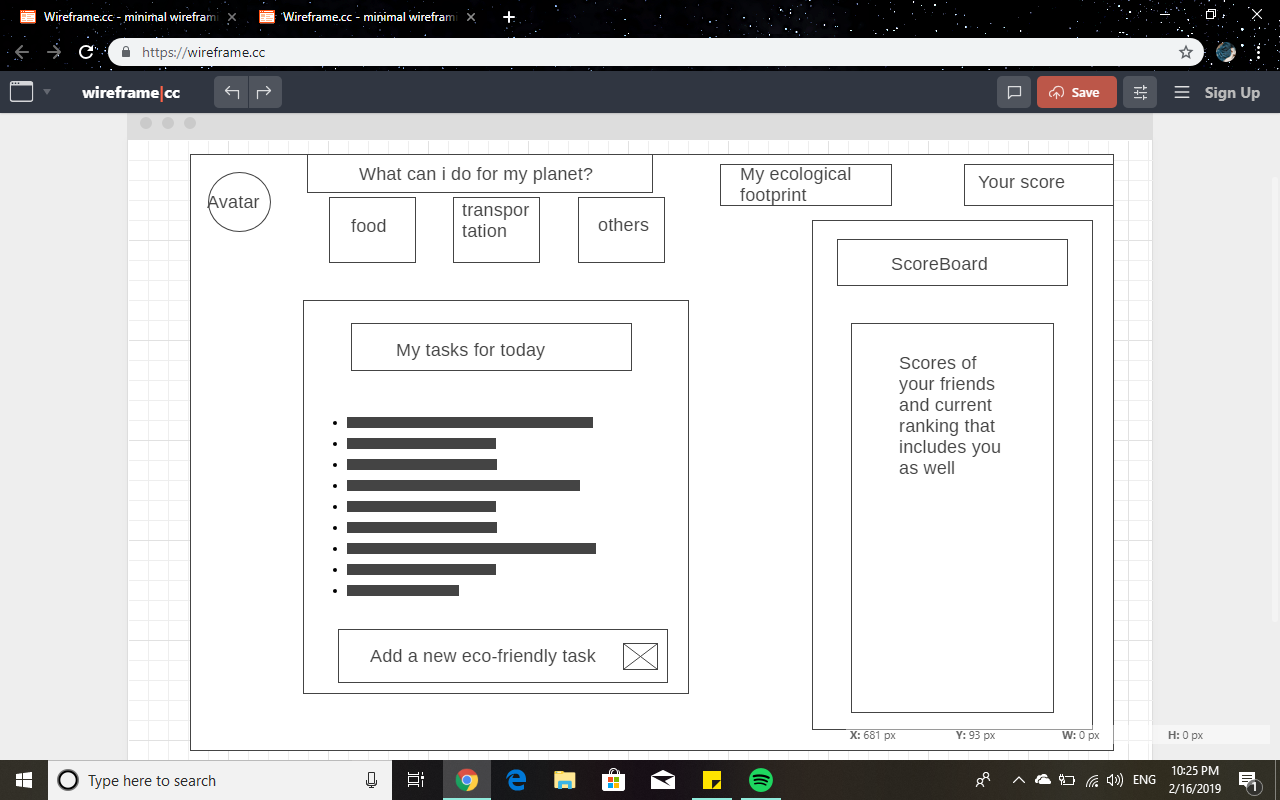 Wireframe.cc - minimal wirefram
Wireframe.cc - minimal wirefram
https://wireframe.cc
wireframe|cc
Save
Sign Up
What can i do for my planet?
My ecological
footprint
Your score
Avatar
food
transpor
tation
others
ScoreBoard
My tasks for today
Scores of
your friends
and current
ranking that
includes you
as well
Add a new eco-friendly task
X: 681 px
Y: 93 px
W: 0 px
H: 0 px
Type here to search
ENG
10:25 PM
2/16/2019
1